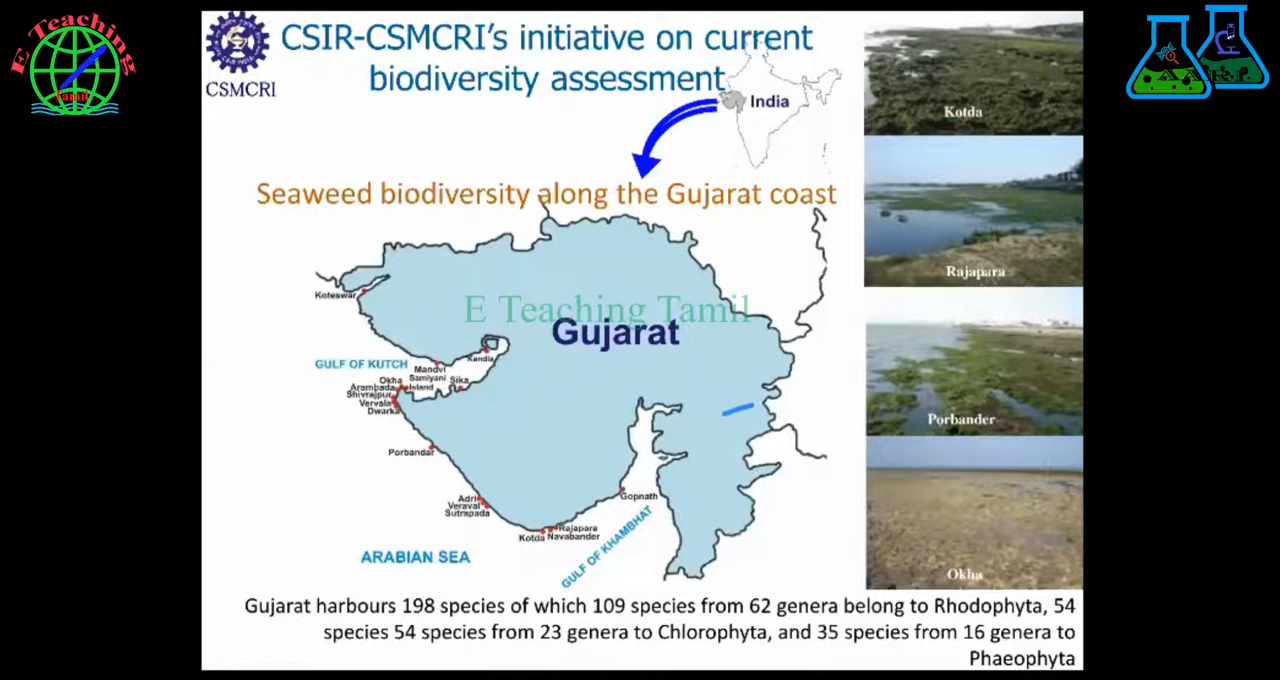 E Teaching
Tamil
CSMCRI
CSIR-CSMCRI's initiative on current
biodiversity assessment
India
Seaweed biodiversity along the Gujarat coast
E Teaching Tamil
Gujarat
Koteswar
Kandla
GULF OF KUTCH
Mandvi
Samiyani
Island
Sika
Okha
Arambada
Shivrajpur
Vervala
Dwarka
Porbandar
Adri
Veraval
Sutrapada
Gopnath
Rajapara
Kotda
Navabander
GULF OF KHAMBHAT
ARABIAN SEA
Kotda
Rajapara
Porbander
Okha
Gujarat harbours 198 species of which 109 species from 62 genera belong to Rhodophyta, 54
species 54 species from 23 genera to Chlorophyta, and 35 species from 16 genera to
Phaeophyta